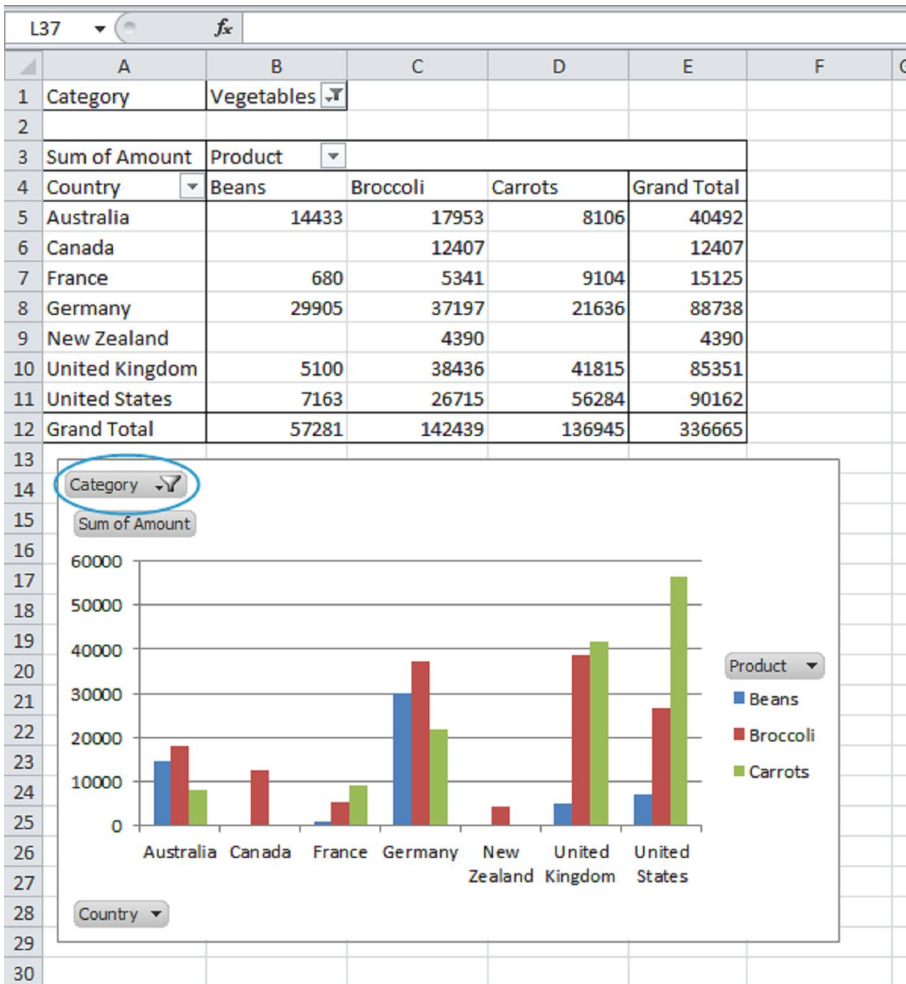 L37 fx
A B C D E F
1 Category Vegetables
2
3 Sum of Amount Product
4 Country Beans Broccoli Carrots Grand Total
5 Australia 14433 17953 8106 40492
6 Canada 12407 12407
7 France 680 5341 9104 15125
8 Germany 29905 37197 21636 88738
9 New Zealand 4390 4390
10 United Kingdom 5100 38436 41815 85351
11 United States 7163 26715 56284 90162
12 Grand Total 57281 142439 136945 336665
13
14 Category
15 Sum of Amount
16 60000
17
18 50000
19 40000
20 Product
21 30000 Beans
22 20000 Broccoli
23 Carrots
24 10000
25 0
26 Australia Canada France Germany New United United
27 Zealand Kingdom States
28 Country
29
30